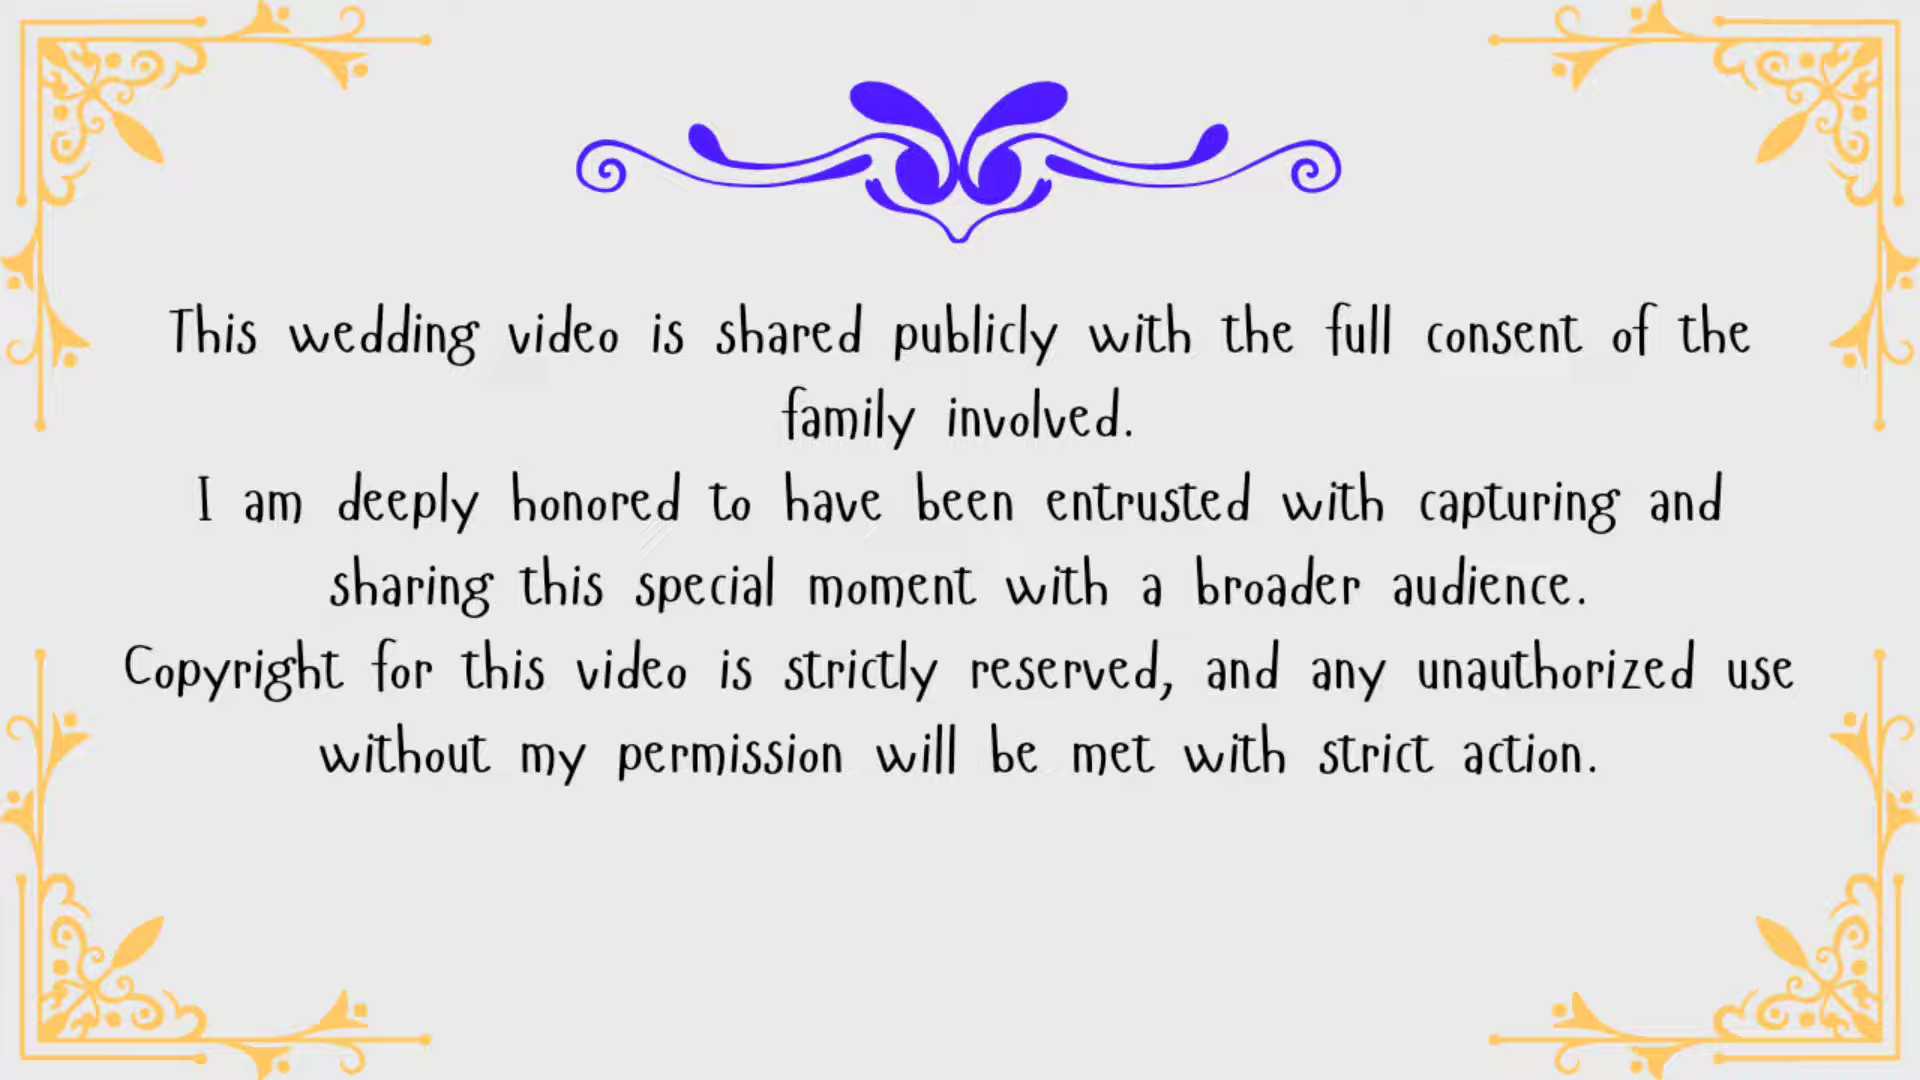 This wedding video is shared publicly with the full consent of the
family involved.
I am deeply honored to have been entrusted with capturing and
sharing this special moment with a broader audience.
Copyright for this video is strictly reserved, and any unauthorized use
without my permission will be met with strict action.